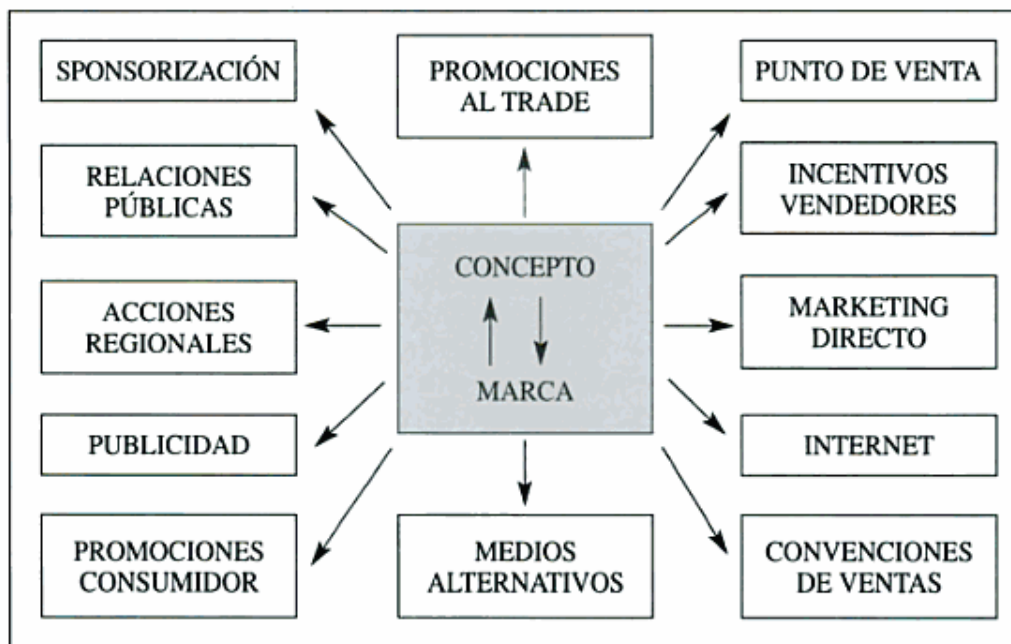 SPONSORIZACIÓN
PROMOCIONES
AL TRADE
PUNTO DE VENTA
RELACIONES
PÚBLICAS
INCENTIVOS
VENDEDORES
CONCEPTO
MARCA
ACCIONES
REGIONALES
MARKETING
DIRECTO
PUBLICIDAD
INTERNET
PROMOCIONES
CONSUMIDOR
MEDIOS
ALTERNATIVOS
CONVENCIONES
DE VENTAS